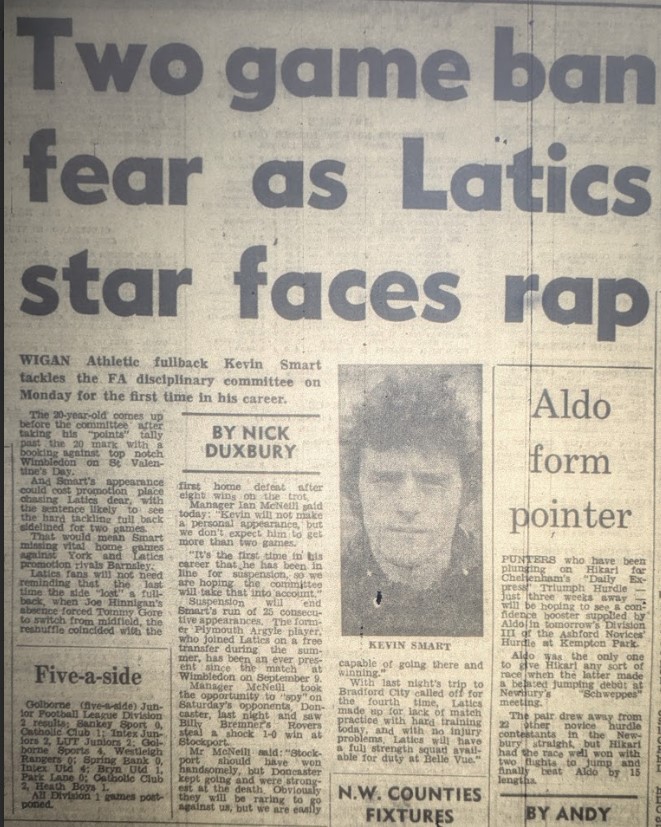 Two game ban
fear as Latics
star faces rap
WIGAN Athletic fullback Kevin Smart
tackles the FA disciplinary committee on
Monday for the first time in his career.
The 20-year-old comes up
before the committee after
taking his "points" tally
past the 20 mark with a
booking against top notch
Wimbledon on St Valen-
tine's Day.
And Smart's appearance
could cost promotion place
chasing Latics dear, with
the sentence likely to see
the hard tackling full back
sidelined for two games.
That would mean Smart
missing vital home games
against York and Latics
promotion rivals Barnsley.
Latics fans will not need
reminding that the last
time the side "lost" a full-
back, when Joe Hinnigan's
absence forced Tommy Gore
to switch from midfield, the
reshuffle coincided with the
Five-a-side
Golborne (five-a-side) Jun-
ior Football League Division
2 results: Sankey Sport 0,
Catholic Club 1; Intex Jun-
iors 2, LUT Juniors 2; Gol-
borne Sports 4, Westleigh
Rangers 0; Spring Bank 0,
Intex Utd 4; Bryn Utd 1,
Park Lane 0; Catholic Club
2, Heath Boys 1.
All Division 1 games post-
poned.
BY NICK
DUXBURY
first home defeat after
eight wins on the trot.
Manager Ian McNeill said
today: "Kevin will not make
a personal appearance, but
we don't expect him to get
more than two games.
"It's the first time in his
career that he has been in
line for suspension, so we
are hoping the committee
will take that into account."
Suspension will end
Smart's run of 25 consecu-
tive appearances. The form-
er Plymouth Argyle player,
who joined Latics on a free
transfer during the sum-
mer, has been an ever pres-
ent since the match at
Wimbledon on September 9.
Manager McNeill took
the opportunity to "spy" on
Saturday's opponents, Don-
caster, last night and saw
Billy Bremner's Rovers
steal a shock 1-0 win at
Stockport.
Mr McNeill said: "Stock-
port should have won
handsomely, but Doncaster
kept going and were strong-
est at the death. Obviously
they will be raring to go
against us, but we are easily
KEVIN SMART
capable of going there and
winning."
With last night's trip to
Bradford City called off for
the fourth time, Latics
made up for lack of match
practice with hard training
today, and with no injury
problems, Latics will have
a full strength squad avail-
able for duty at Belle Vue."
N.W. COUNTIES
FIXTURES
Aldo
form
pointer
PUNTERS who have been
plunging on Hikari for
Cheltenham's "Daily Ex-
press" Triumph Hurdle —
just three weeks away —
will be hoping to see a con-
fidence booster supplied by
Aldo in tomorrow's Division
III of the Ashford Novices'
Hurdle at Kempton Park.
Aldo was the only one
to give Hikari any sort of
race when the latter made
a belated jumping debut at
Newbury's "Schweppes"
meeting.
The pair drew away from
22 other novice hurdle
contestants in the New-
bury straight, but Hikari
had the race well won with
two flights to jump and
finally beat Aldo by 15
lengths.
BY ANDY